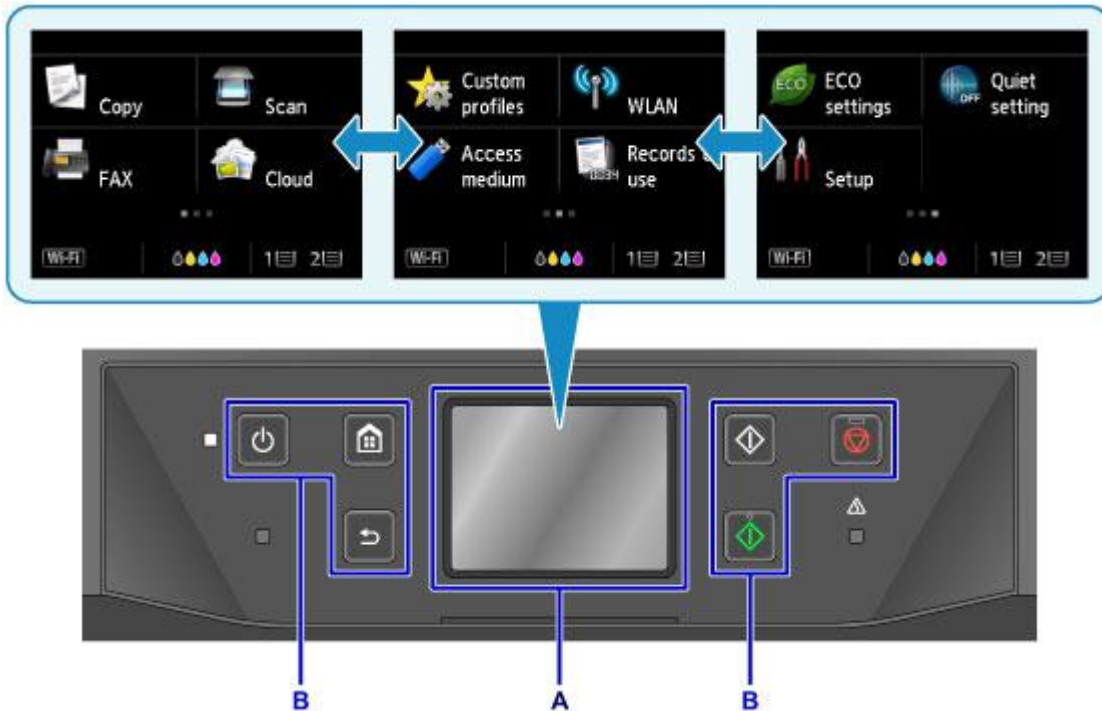 Copy
Scan
FAX
Cloud
Wi-Fi
1 2
Custom
profiles
WLAN
Access
medium
Records
use
Wi-Fi
1 2
ECO
ECO
settings
OFF
Quiet
setting
Setup
Wi-Fi
1 2
B
A
B